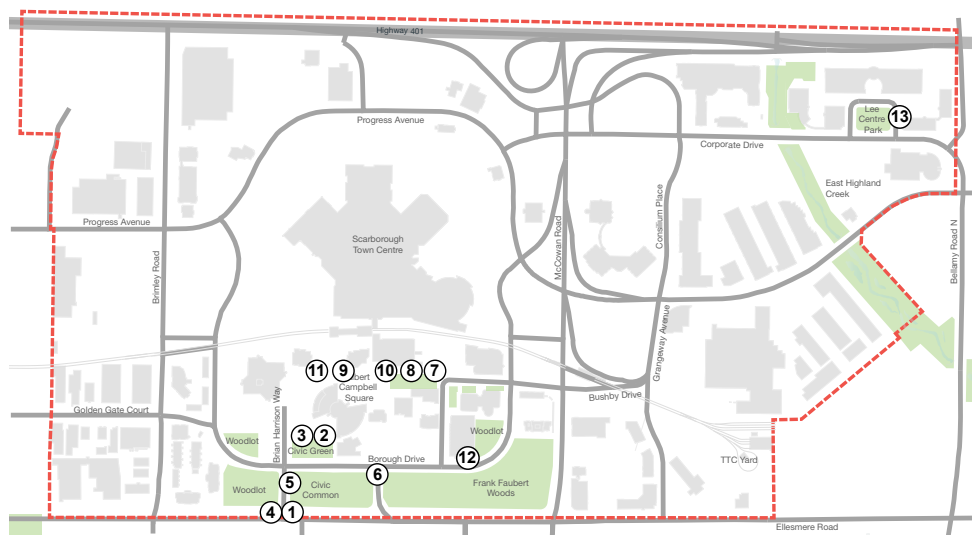 Highway 401
Progress Avenue
Lee
Centre
Park
13
Corporate Drive
East Highland
Creek
Progress Avenue
Scarborough
Town Centre
Brimley Road
McCowan Road
Consilium Place
Bellamy Road N
Grangeway Avenue
11
9
10
8
7
bert
Campbell
Square
Bushby Drive
Golden Gate Court
Brian Harrison Way
3
2
Civic Green
Woodlot
Woodlot
Borough Drive
12
TTC Yard
6
5
Woodlot
Civic
Common
Frank Faubert
Woods
4
1
Ellesmere Road